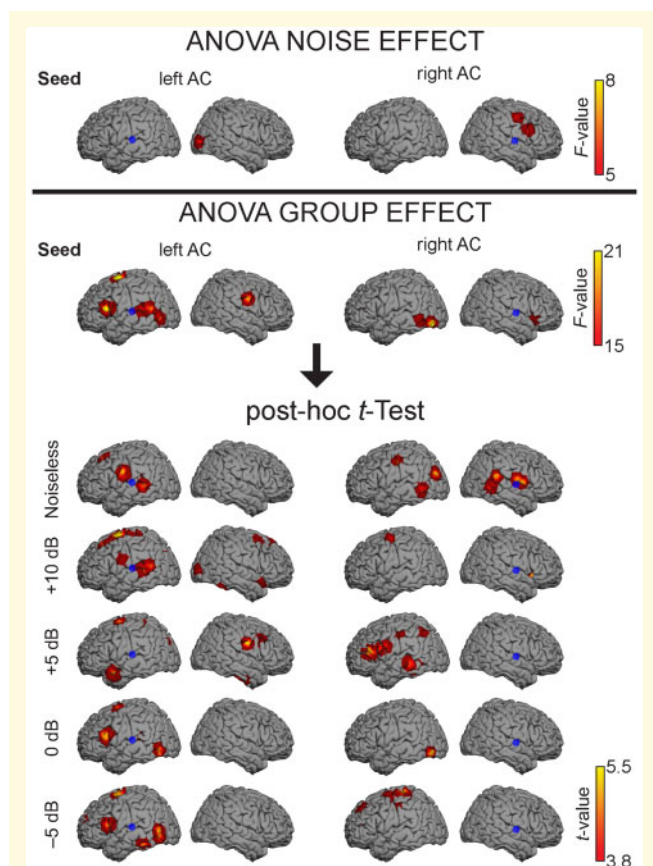 ANOVA NOISE EFFECT
Seed left AC right AC
8
F-value
5
ANOVA GROUP EFFECT
Seed left AC right AC
21
F-value
15
post-hoc t-Test
Noiseless
+10 dB
+5 dB
0 dB
–5 dB
5.5
t-value
3.8